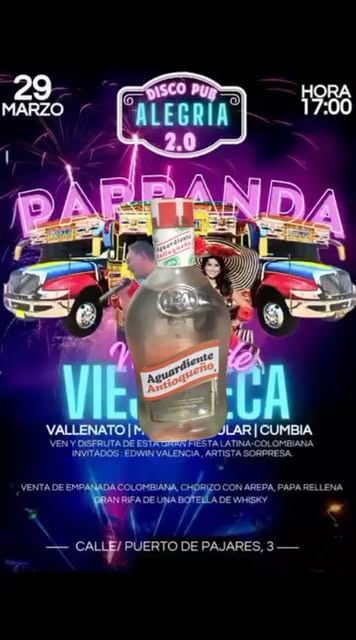 29
MARZO
DISCO PUB
ALEGRIA
2.0
HORA
17:00
PARRANDA
Aguardiente
Antioqueño
Aguardiente
Antioqueño
VALLENATO | | CUMBIA
VEN Y DISFRUTA DE ESTA GRAN FIESTA LATINA-COLOMBIANA
INVITADOS : EDWIN VALENCIA , ARTISTA SORPRESA.
VENTA DE EMPANADA COLOMBIANA, CHORIZO CON AREPA, PAPA RELLENA
GRAN RIFA DE UNA BOTELLA DE WHISKY
CALLE/ PUERTO DE PAJARES, 3